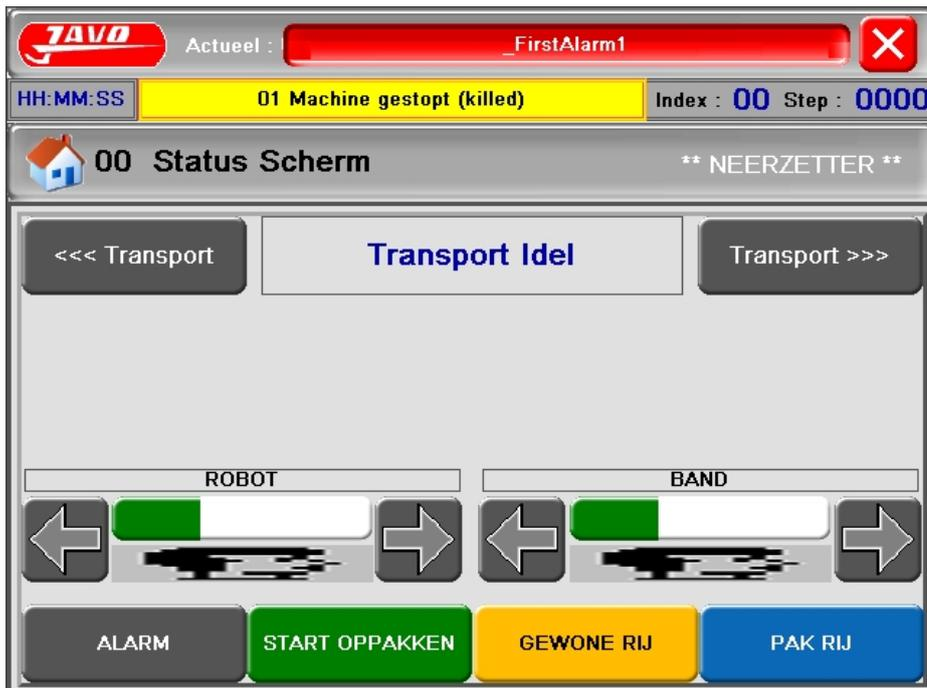 JAVO Actueel : _FirstAlarm1
HH:MM:SS 01 Machine gestopt (killed) Index : 00 Step : 0000
00 Status Scherm ** NEERZETTER **
<<< Transport Transport Idel Transport >>>
ROBOT BAND
ALARM START OPPAKKEN GEWONE RIJ PAK RIJ